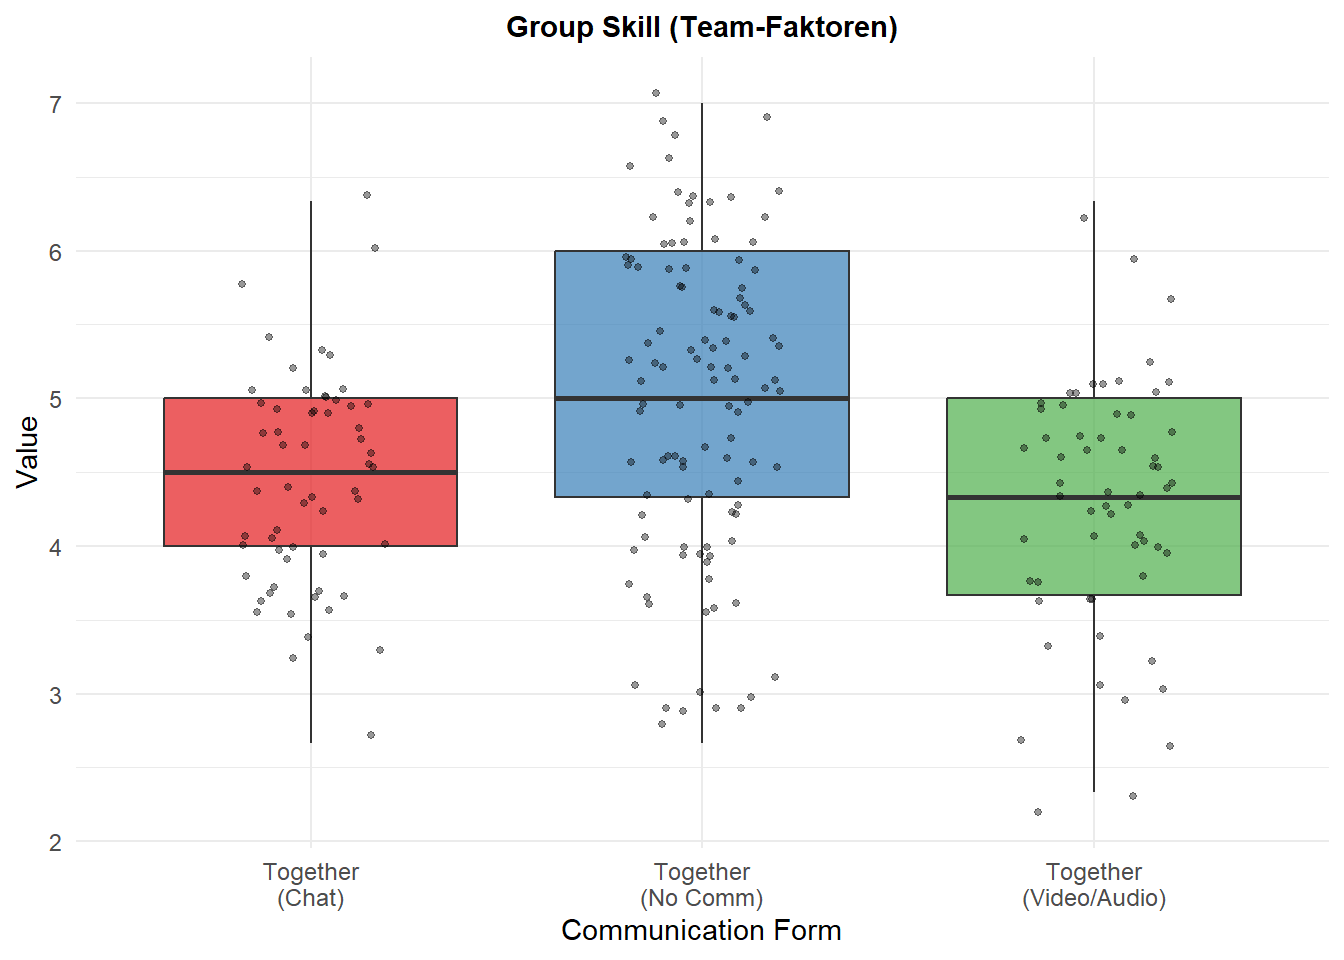 Group Skill (Team-Faktoren)
Value
7
6
5
4
3
2
Together
(Chat)
Together
(No Comm)
Together
(Video/Audio)
Communication Form